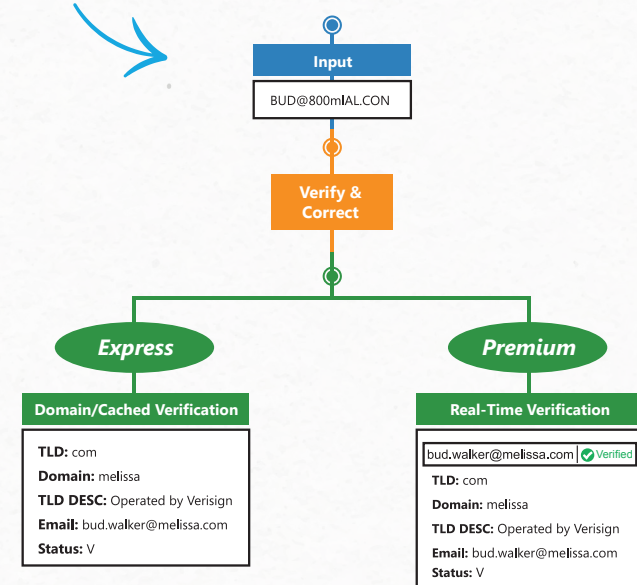 Input
BUD@800mIAL.CON
Verify &
Correct
Express
Domain/Cached Verification
TLD: com
Domain: melissa
TLD DESC: Operated by Verisign
Email: bud.walker@melissa.com
Status: V
Premium
Real-Time Verification
bud.walker@melissa.com Verified
TLD: com
Domain: melissa
TLD DESC: Operated by Verisign
Email: bud.walker@melissa.com
Status: V